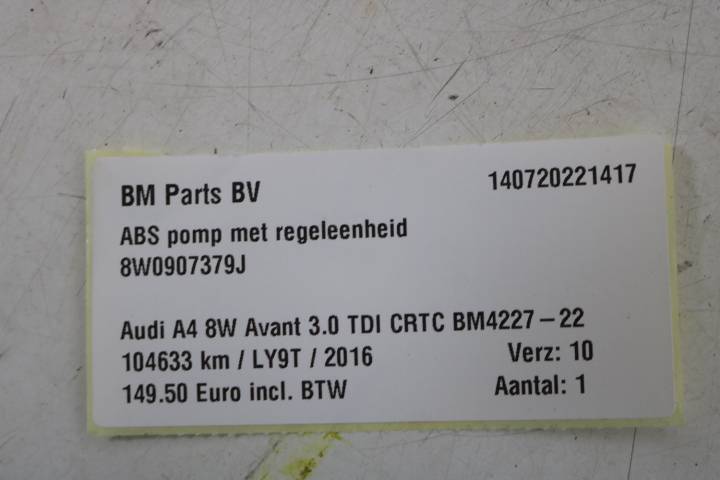 BM Parts BV 140720221417
ABS pomp met regeleenheid
8W0907379J
Audi A4 8W Avant 3.0 TDI CRTC BM4227-22
104633 km / LY9T / 2016 Verz: 10
149.50 Euro incl. BTW Aantal: 1